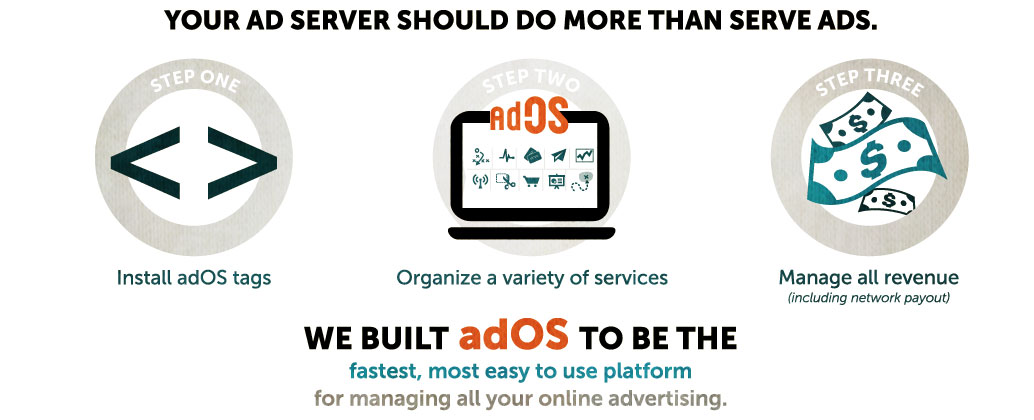 YOUR AD SERVER SHOULD DO MORE THAN SERVE ADS.
STEP ONE
STEP TWO
STEP THREE
AdOS
Install adOS tags
Organize a variety of services
Manage all revenue
(including network payout)
WE BUILT adOS TO BE THE
fastest, most easy to use platform
for managing all your online advertising.